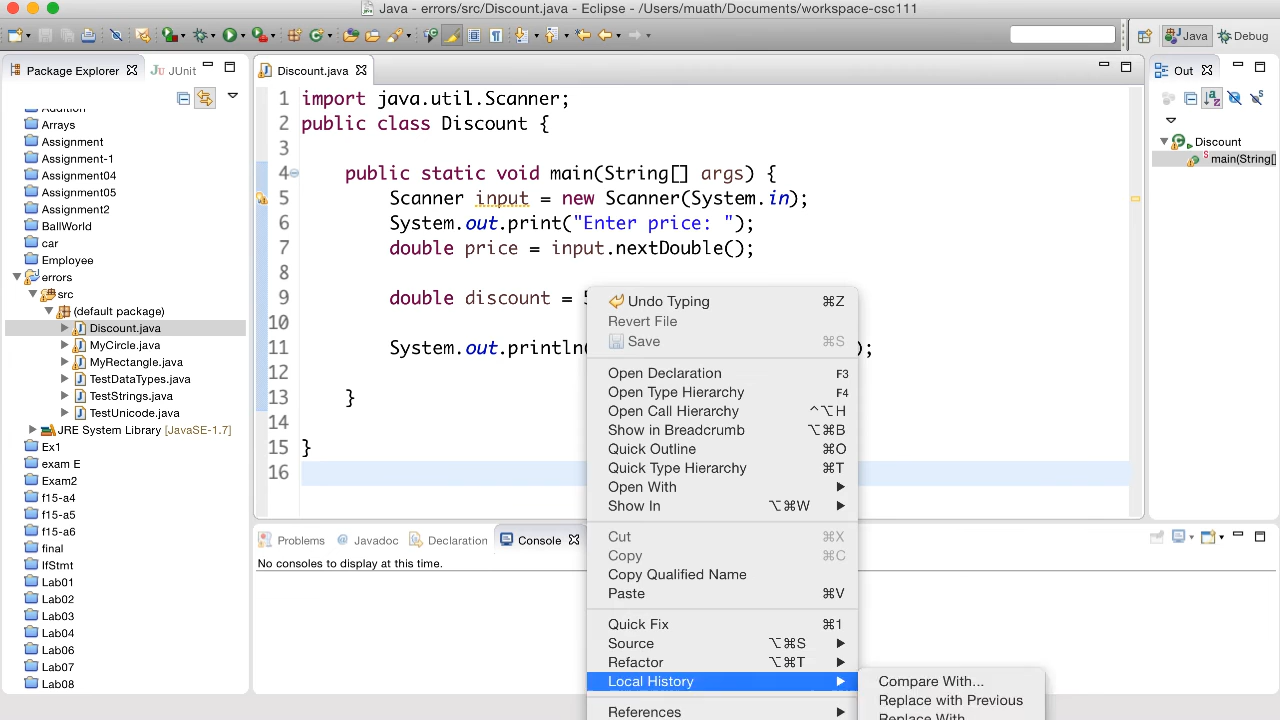 Java - errors/src/Discount.java - Eclipse - /Users/muath/Documents/workspace-csc111
Java
Debug
Package Explorer
JUnit
Addition
Arrays
Assignment
Assignment-1
Assignment04
Assignment05
Assignment2
BallWorld
car
Employee
errors
src
(default package)
Discount.java
MyCircle.java
MyRectangle.java
TestDataTypes.java
TestStrings.java
TestUnicode.java
JRE System Library [JavaSE-1.7]
Ex1
exam E
Exam2
f15-a4
f15-a5
f15-a6
final
IfStmt
Lab01
Lab02
Lab03
Lab04
Lab06
Lab07
Lab08
Discount.java
1 import java.util.Scanner;
2 public class Discount {
3
4 public static void main(String[] args) {
5 Scanner input = new Scanner(System.in);
6 System.out.print("Enter price: ");
7 double price = input.nextDouble();
8
9 double discount = 5
10
11 System.out.println );
12
13 }
14
15 }
16
Undo Typing ⌘Z
Revert File
Save ⌘S
Open Declaration F3
Open Type Hierarchy F4
Open Call Hierarchy ^⌥H
Show in Breadcrumb ⌥⌘B
Quick Outline ⌘O
Quick Type Hierarchy ⌘T
Open With
Show In ⌥⌘W
Cut ⌘X
Copy ⌘C
Copy Qualified Name
Paste ⌘V
Quick Fix ⌘1
Source ⌥⌘S
Refactor ⌥⌘T
Local History
References
Compare With...
Replace with Previous
Replace With
Problems
Javadoc
Declaration
Console
No consoles to display at this time.
Out
Discount
main(String[]